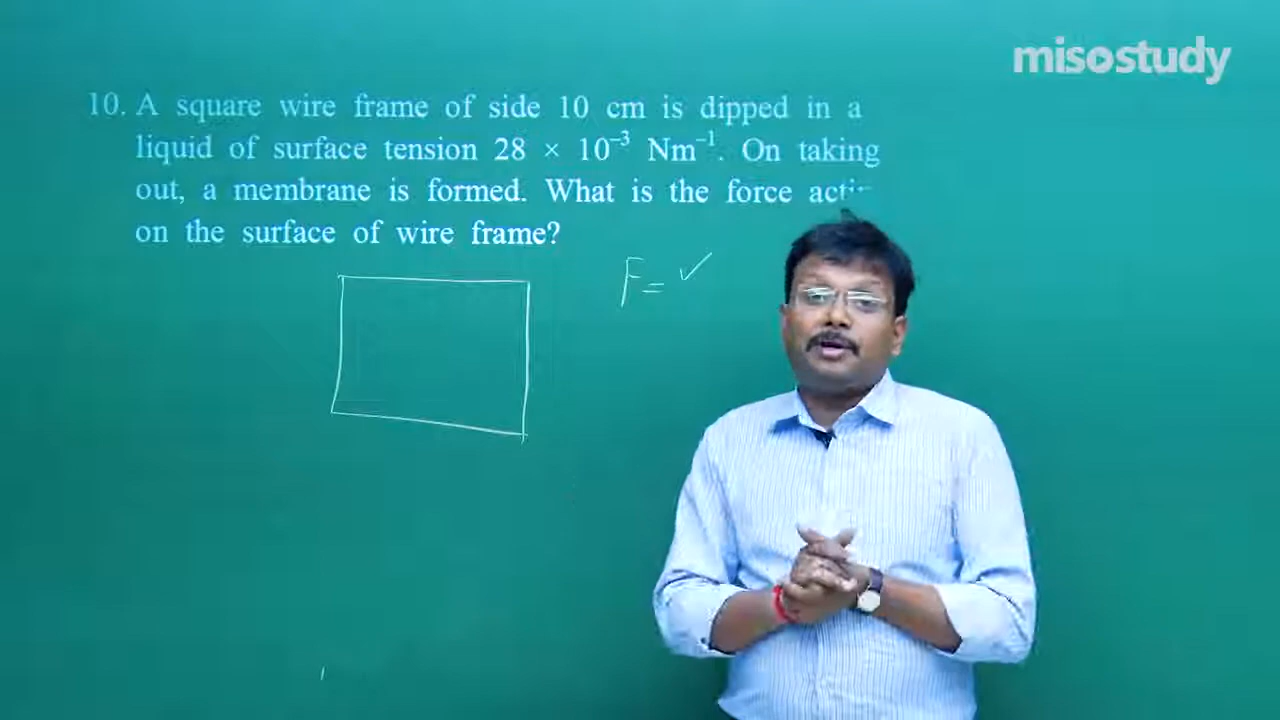 misostudy
10. A square wire frame of side 10 cm is dipped in a
liquid of surface tension 28 × 10⁻³ Nm⁻¹. On taking
out, a membrane is formed. What is the force
on the surface of wire frame?
F = ✓